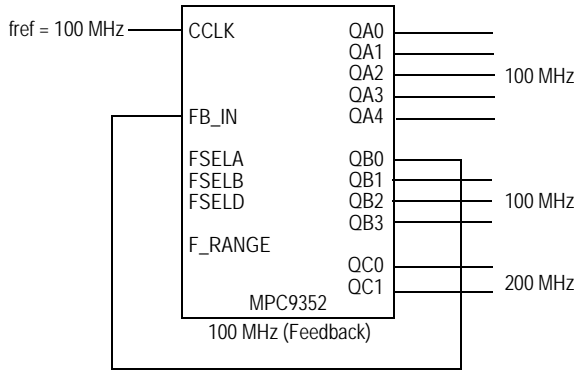 fref = 100 MHz
CCLK
QA0
QA1
QA2
100 MHz
QA3
FB_IN
QA4
FSELA
QB0
FSELB
QB1
FSELD
QB2
100 MHz
QB3
F_RANGE
QC0
QC1
200 MHz
MPC9352
100 MHz (Feedback)